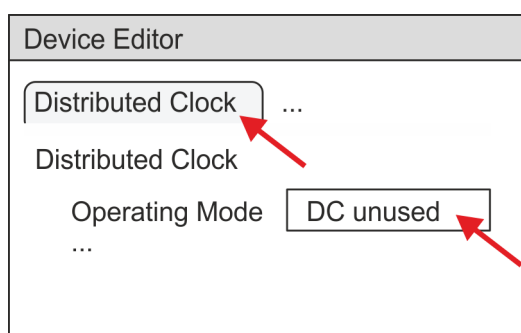 Device Editor
Distributed Clock ...
Distributed Clock
Operating Mode DC unused
...